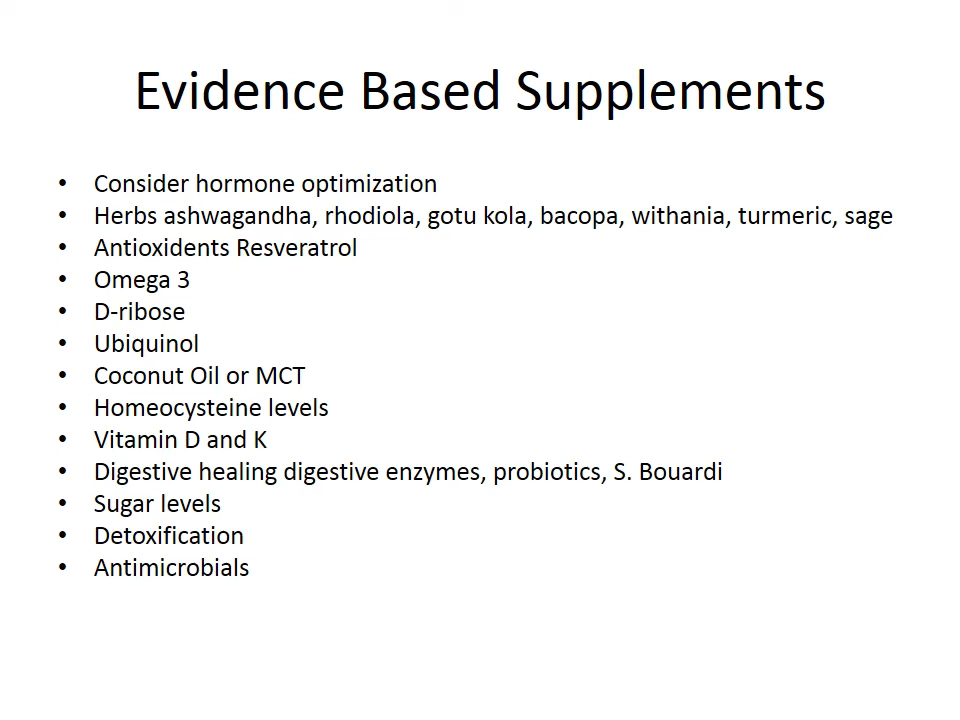 Evidence Based Supplements
• Consider hormone optimization
• Herbs ashwagandha, rhodiola, gotu kola, bacopa, withania, turmeric, sage
• Antioxidents Resveratrol
• Omega 3
• D-ribose
• Ubiquinol
• Coconut Oil or MCT
• Homeocysteine levels
• Vitamin D and K
• Digestive healing digestive enzymes, probiotics, S. Bouardi
• Sugar levels
• Detoxification
• Antimicrobials